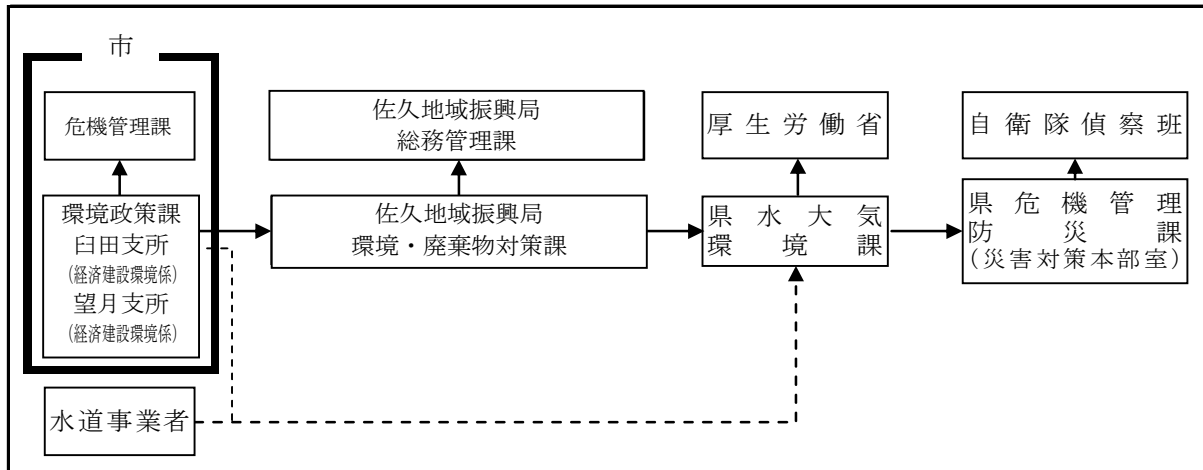 市
危機管理課
環境政策課
臼田支所
(経済建設環境係)
望月支所
(経済建設環境係)
水道事業者
佐久地域振興局
総務管理課
佐久地域振興局
環境・廃棄物対策課
厚生労働省
県水大気
環境課
自衛隊偵察班
県危機管理
防災課
(災害対策本部室)